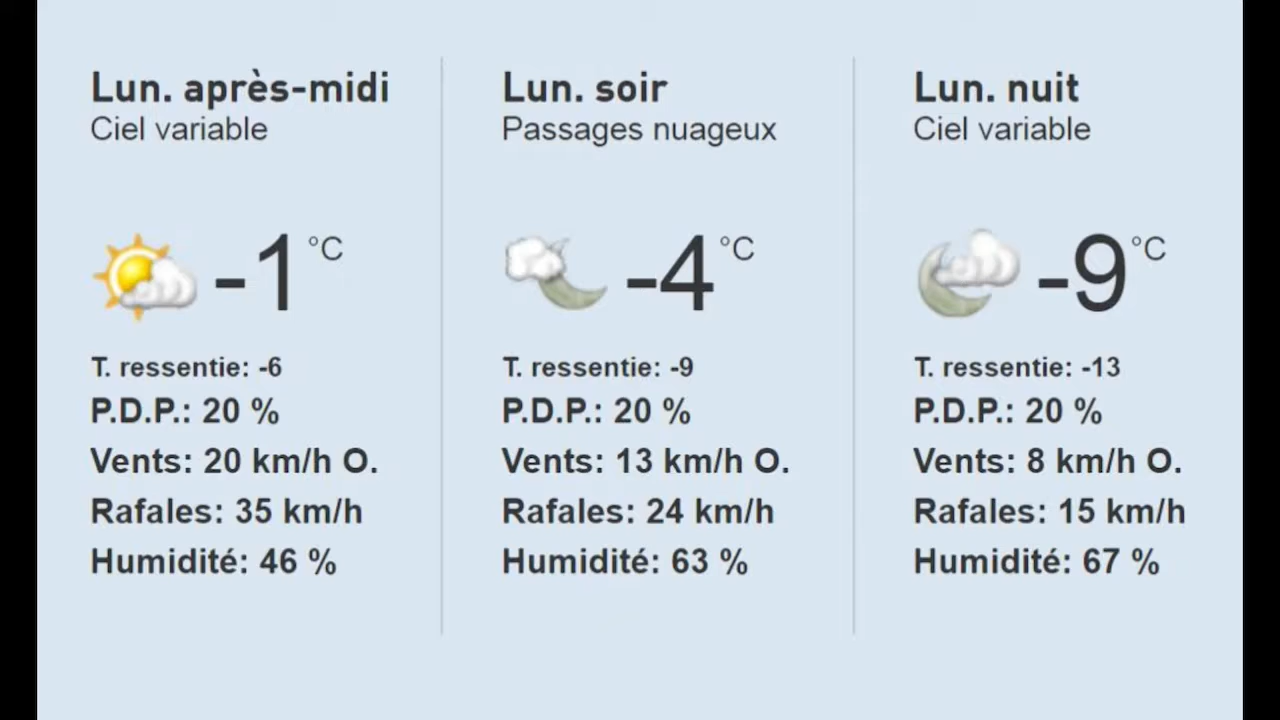 Lun. après-midi
Ciel variable
-1 °C
T. ressentie: -6
P.D.P.: 20 %
Vents: 20 km/h O.
Rafales: 35 km/h
Humidité: 46 %
Lun. soir
Passages nuageux
-4 °C
T. ressentie: -9
P.D.P.: 20 %
Vents: 13 km/h O.
Rafales: 24 km/h
Humidité: 63 %
Lun. nuit
Ciel variable
-9 °C
T. ressentie: -13
P.D.P.: 20 %
Vents: 8 km/h O.
Rafales: 15 km/h
Humidité: 67 %